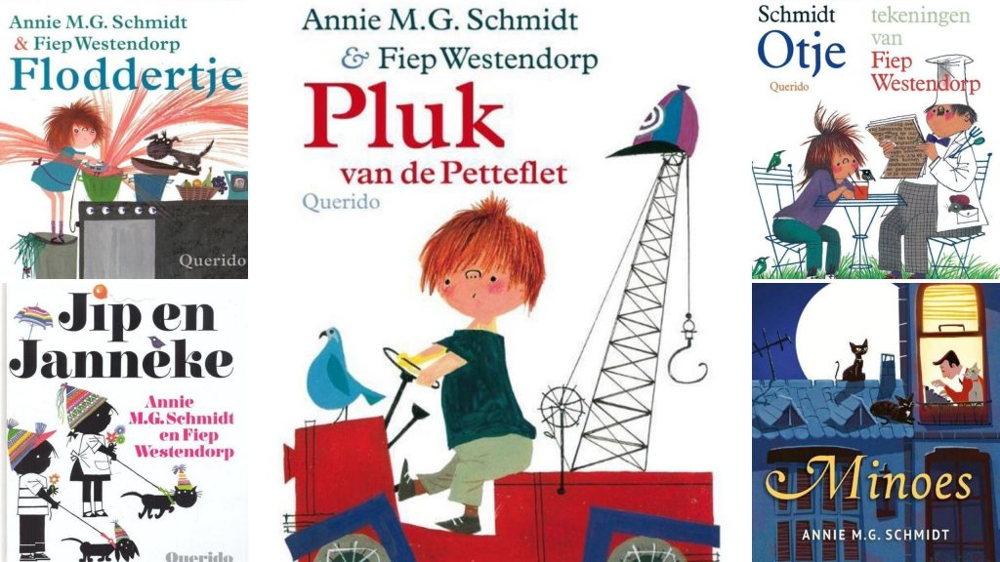 Annie M.G. Schmidt
& Fiep Westendorp
Floddertje
Querido
Annie M.G. Schmidt
& Fiep Westendorp
Pluk
van de Petteflet
Querido
Schmidt
Otje
Querido
tekeningen
van
Fiep
Westendorp
Jip en
Janneke
Annie
M.G. Schmidt
en Fiep
Westendorp
Querido
Minoes
ANNIE M.G. SCHMIDT